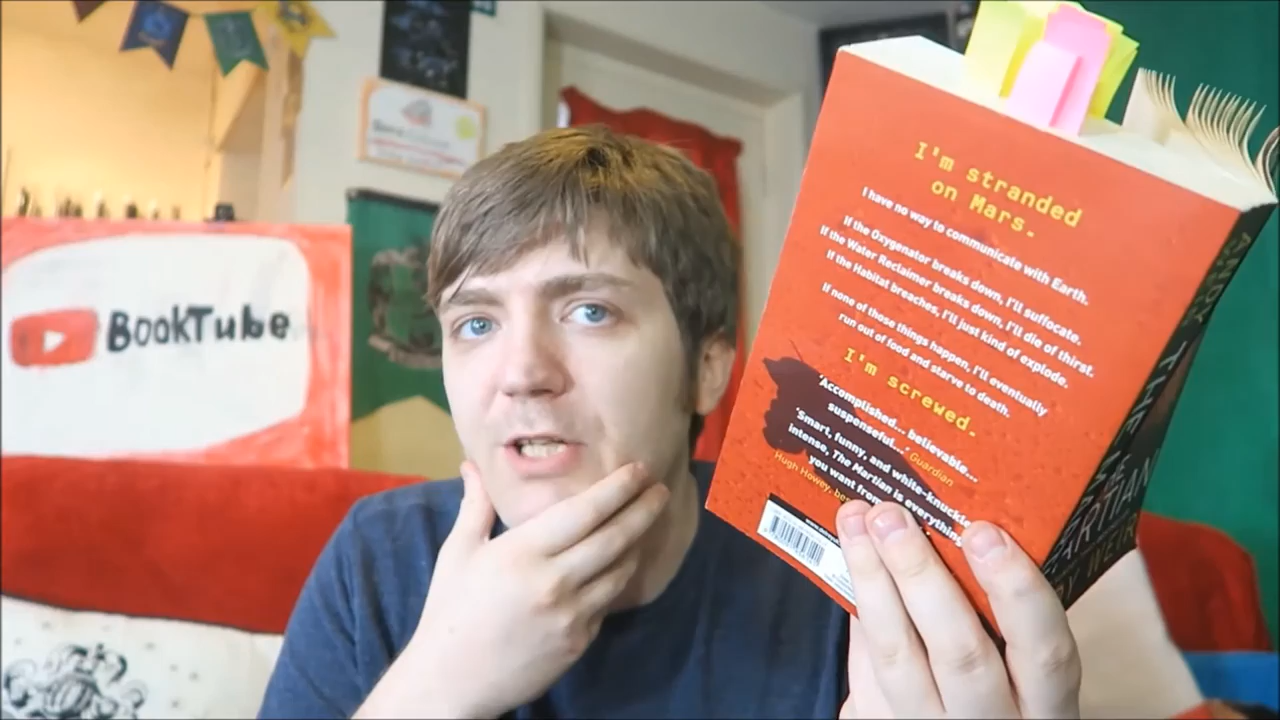 BookTube
I'm stranded
on Mars.
I have no way to communicate with Earth.
If the Oxygenator breaks down, I'll suffocate.
If the Water Reclaimer breaks down, I'll die of thirst.
If the Habitat breaches, I'll just kind of explode.
If none of those things happen, I'll eventually
run out of food and starve to death.
I'm screwed.
'Accomplished... believable...
suspenseful...' Guardian
'Smart, funny, and white-knuckle
intense, The Martian is everything
you want from
Hugh Howey,
ANDY
THE MARTIAN
WEIR